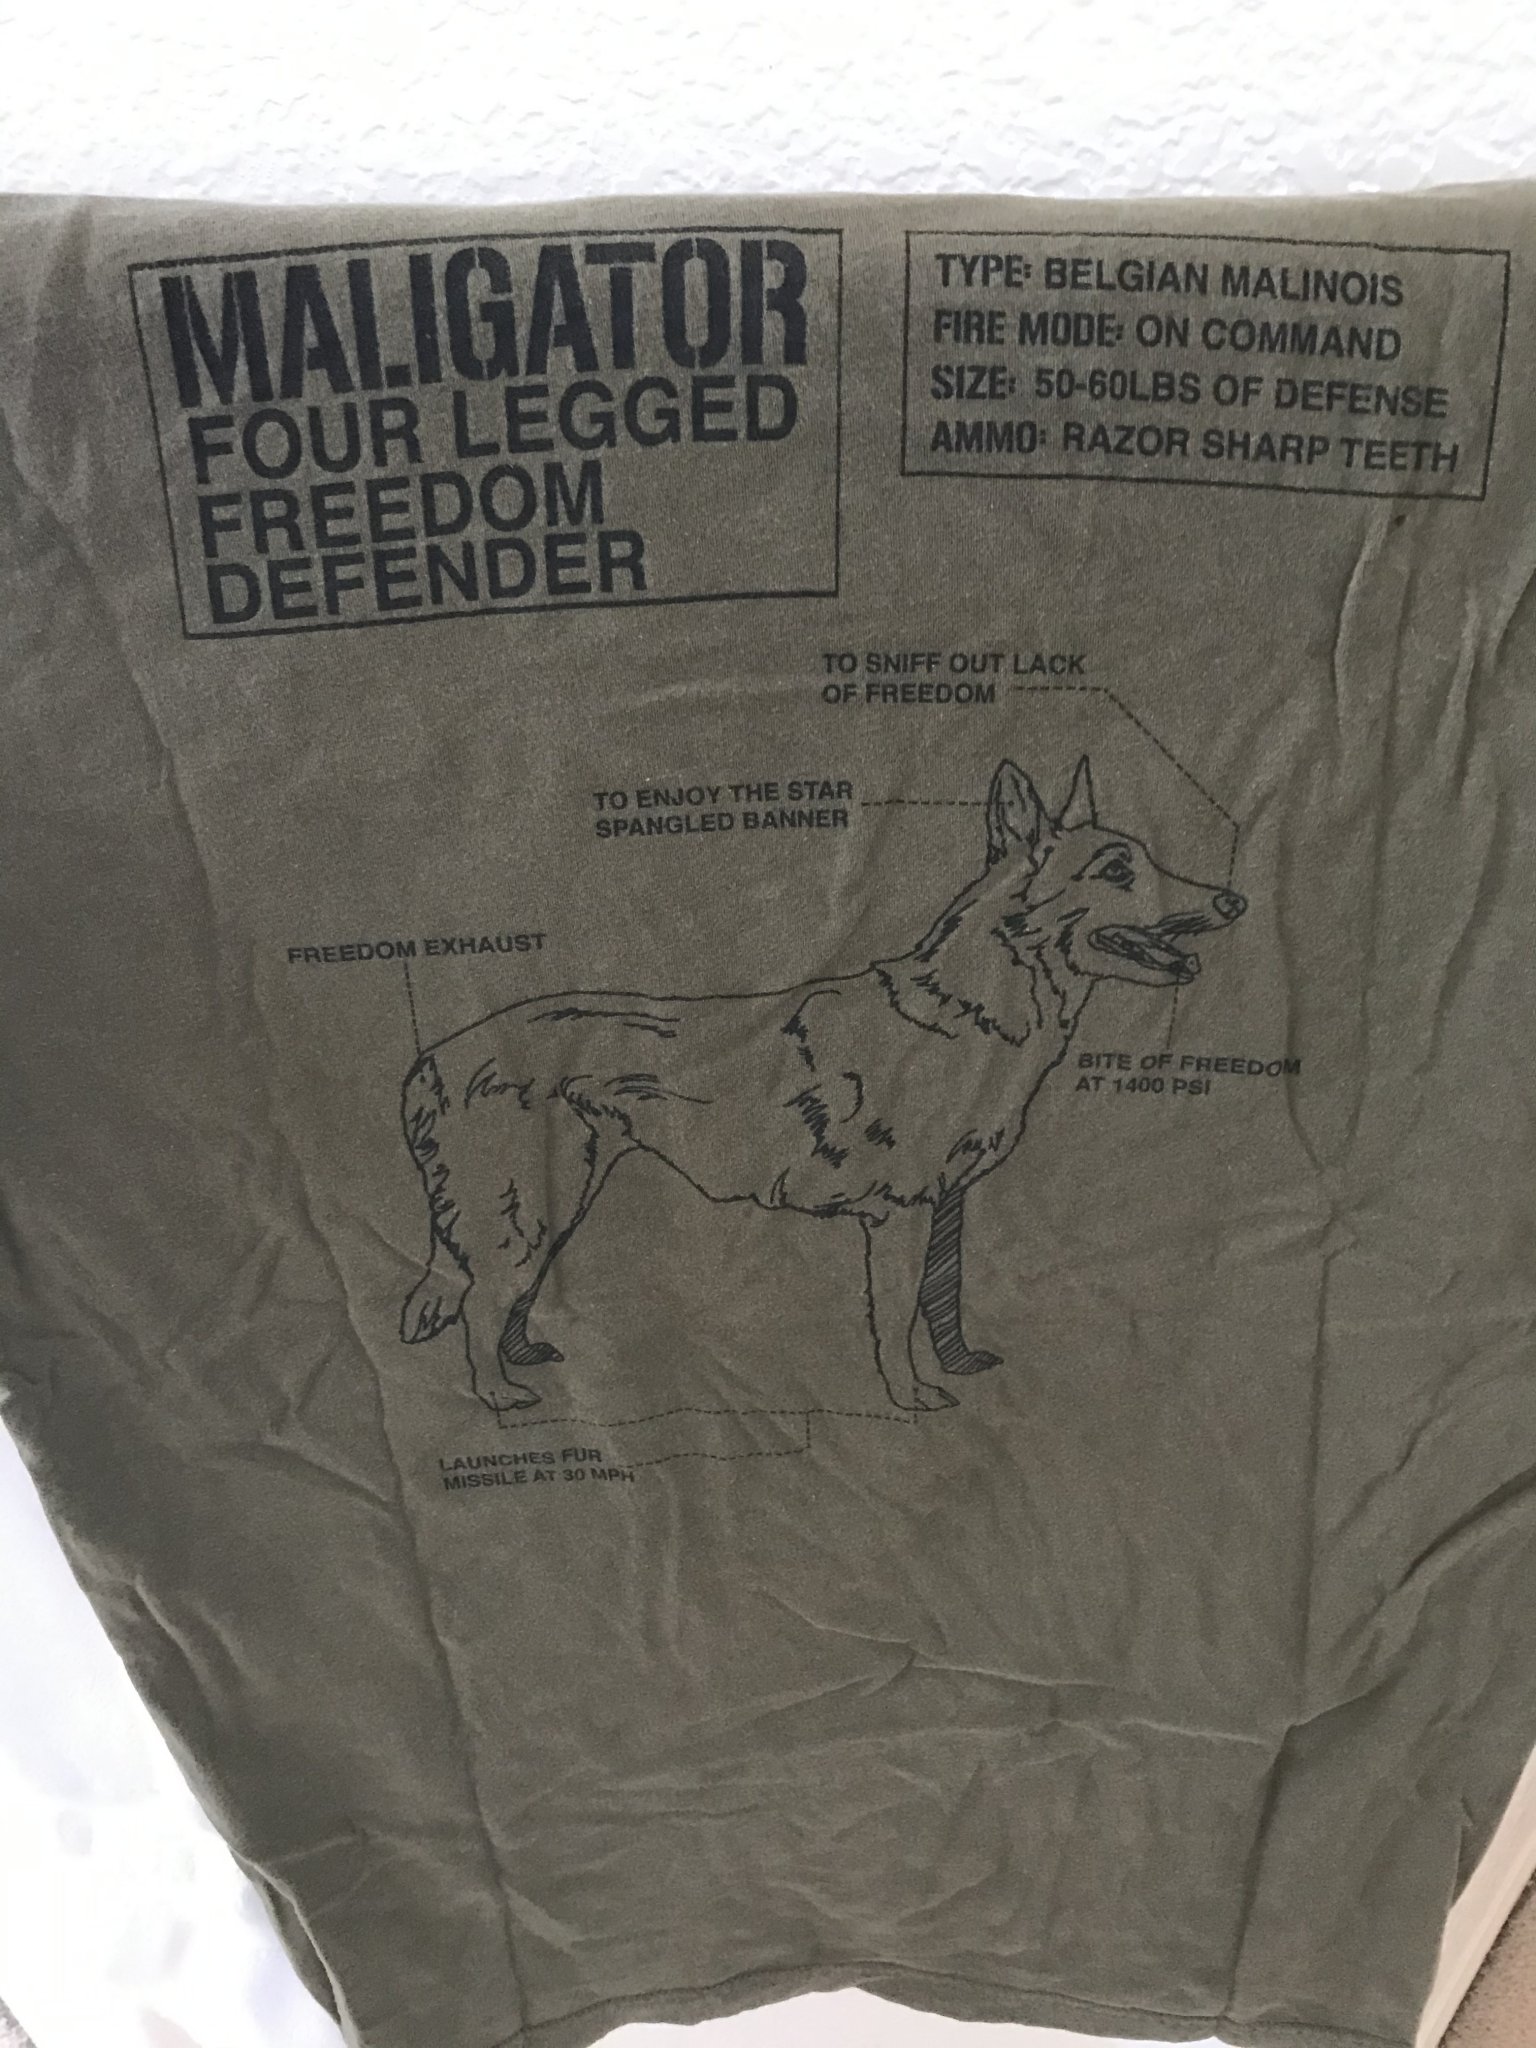 MALIGATOR
FOUR LEGGED
FREEDOM
DEFENDER
TYPE: BELGIAN MALINOIS
FIRE MODE: ON COMMAND
SIZE: 50-60LBS OF DEFENSE
AMMO: RAZOR SHARP TEETH
TO SNIFF OUT LACK
OF FREEDOM
TO ENJOY THE STAR
SPANGLED BANNER
FREEDOM EXHAUST
BITE OF FREEDOM
AT 1400 PSI
LAUNCHES FUR
MISSILE AT 30 MPH